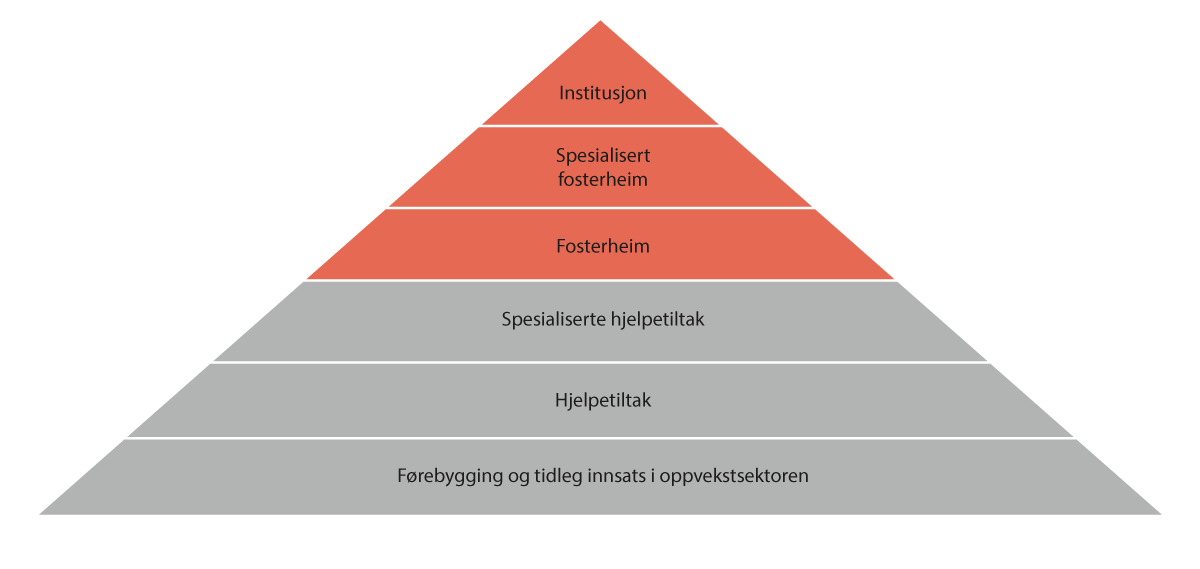 Institusjon
Spesialisert
fosterheim
Fosterheim
Spesialiserte hjelpetiltak
Hjelpetiltak
Førebygging og tidleg innsats i oppvekstsektoren